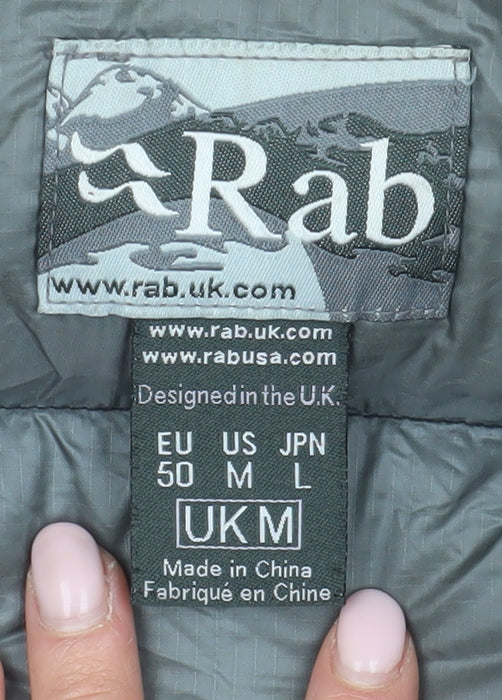 Rab
www.rab.uk.com
www.rab.uk.com
www.rabusa.com
Designed in the U.K.
EU US JPN
50 M L
UK M
Made in China
Fabriqué en Chine